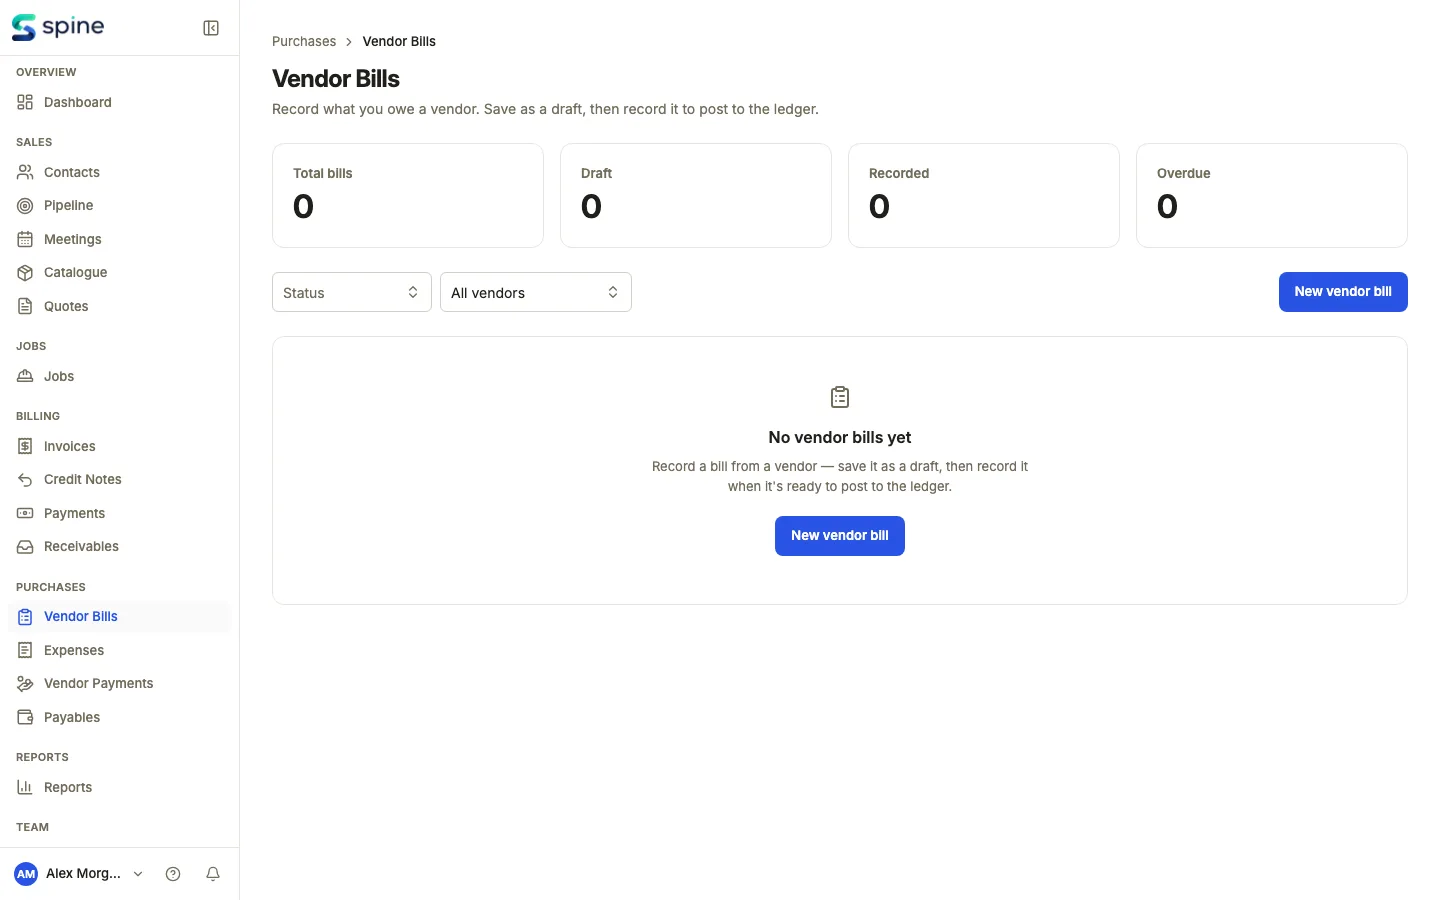 spine
OVERVIEW
Dashboard
SALES
Contacts
Pipeline
Meetings
Catalogue
Quotes
JOBS
Jobs
BILLING
Invoices
Credit Notes
Payments
Receivables
PURCHASES
Vendor Bills
Expenses
Vendor Payments
Payables
REPORTS
Reports
TEAM
AM Alex Morg...
Purchases > Vendor Bills
Vendor Bills
Record what you owe a vendor. Save as a draft, then record it to post to the ledger.
Total bills
0
Draft
0
Recorded
0
Overdue
0
Status
All vendors
New vendor bill
No vendor bills yet
Record a bill from a vendor — save it as a draft, then record it
when it's ready to post to the ledger.
New vendor bill